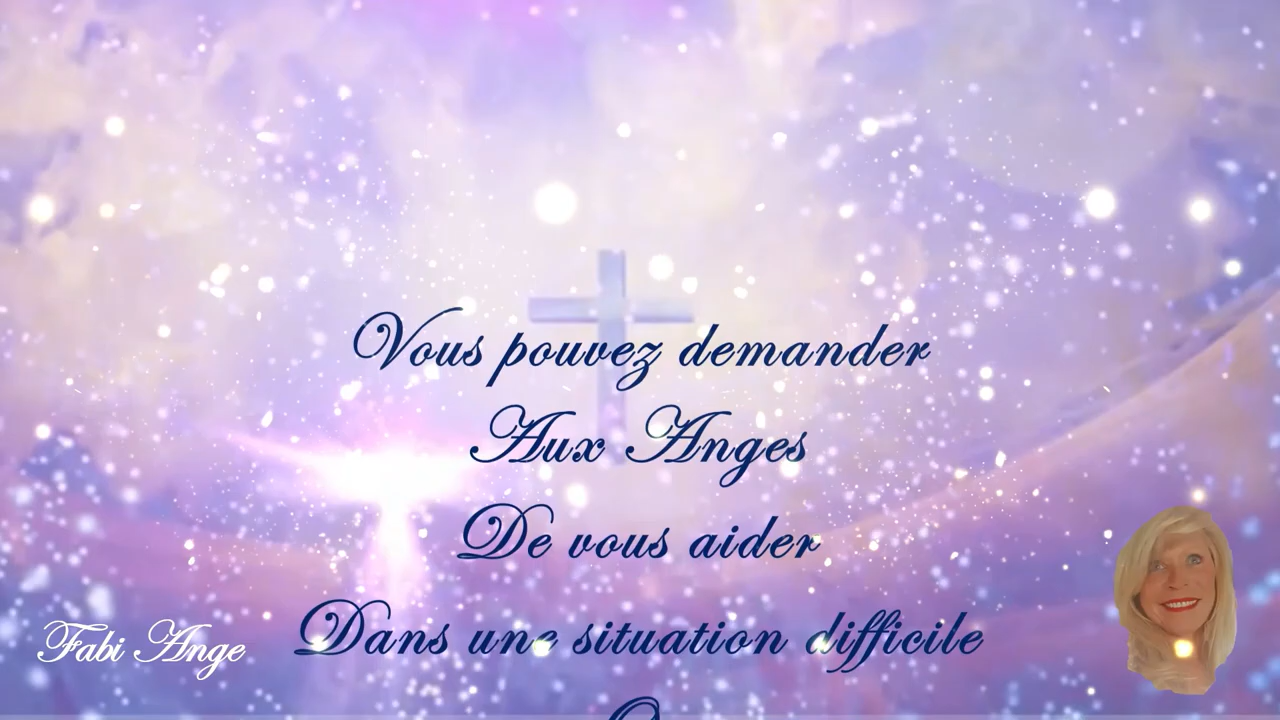 Vous pouvez demander
Aux Anges
De vous aider
Dans une situation difficile
Fabi Ange